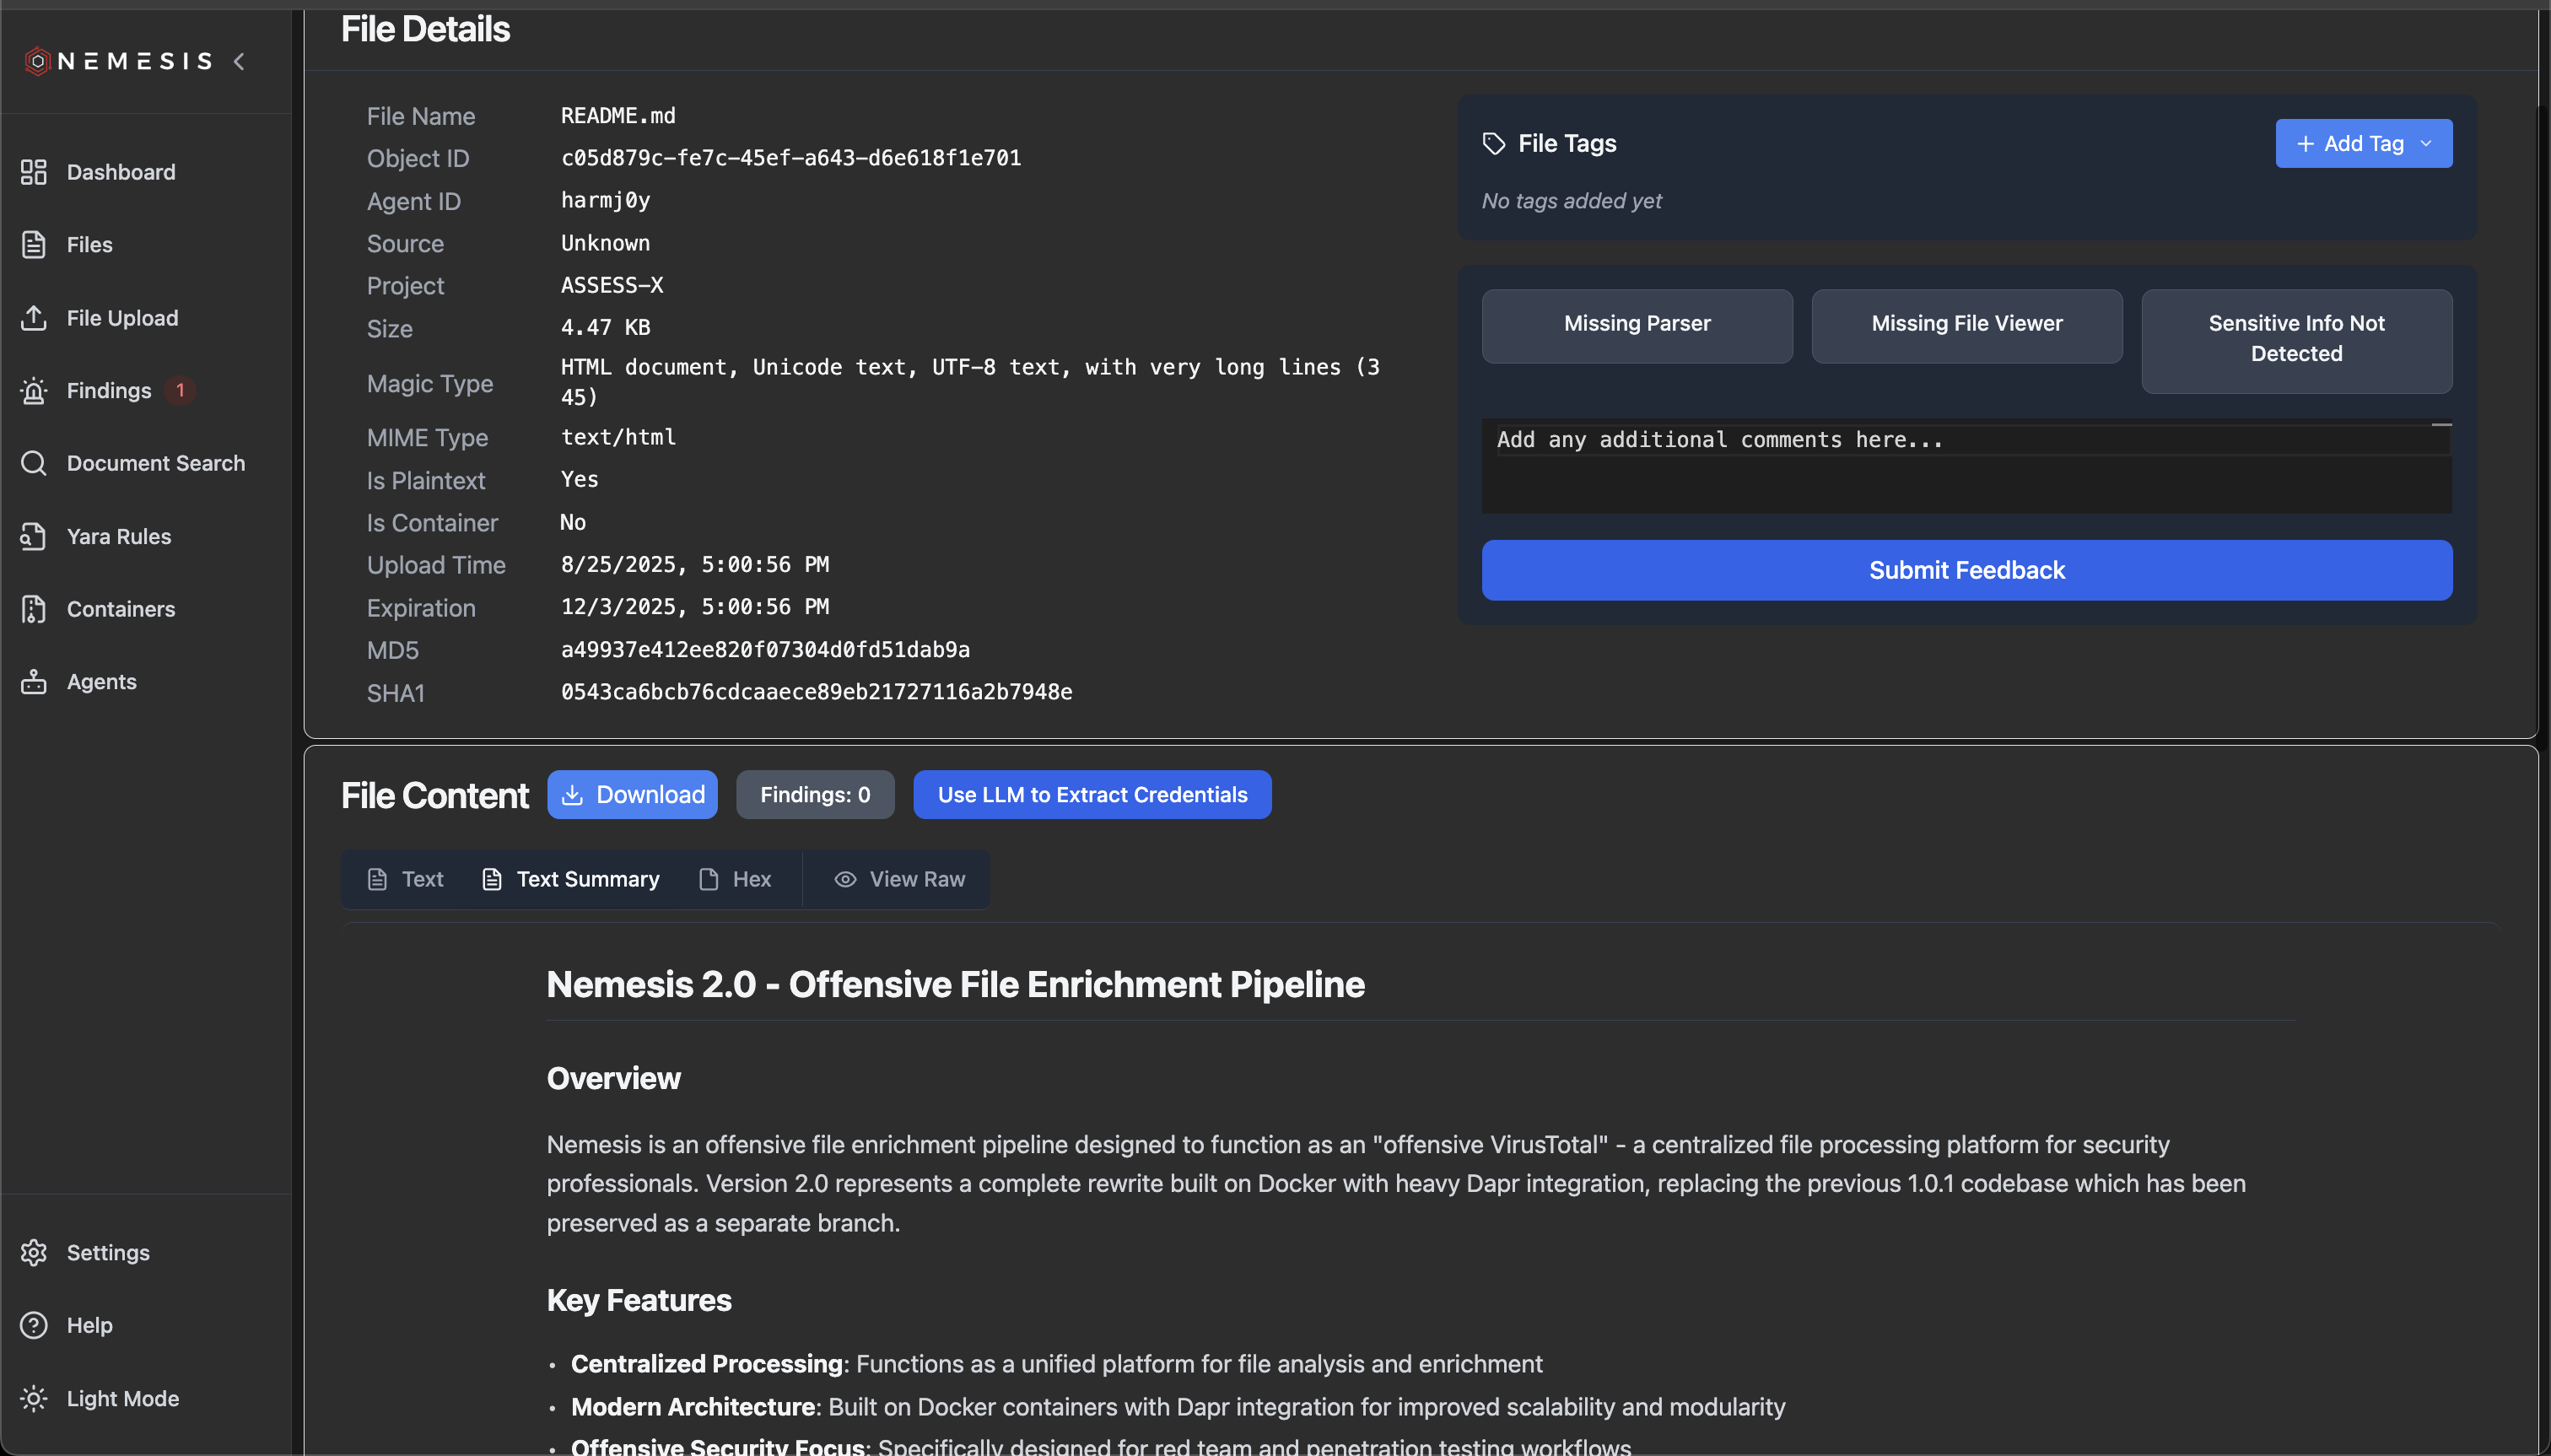 NEMESIS
Dashboard
Files
File Upload
Findings 1
Document Search
Yara Rules
Containers
Agents
Settings
Help
Light Mode
File Details
File Name README.md
Object ID c05d879c-fe7c-45ef-a643-d6e618f1e701
Agent ID harmj0y
Source Unknown
Project ASSESS-X
Size 4.47 KB
Magic Type HTML document, Unicode text, UTF-8 text, with very long lines (3
45)
MIME Type text/html
Is Plaintext Yes
Is Container No
Upload Time 8/25/2025, 5:00:56 PM
Expiration 12/3/2025, 5:00:56 PM
MD5 a49937e412ee820f07304d0fd51dab9a
SHA1 0543ca6bcb76cdcaaece89eb21727116a2b7948e
File Tags
Add Tag
No tags added yet
Missing Parser
Missing File Viewer
Sensitive Info Not
Detected
Add any additional comments here...
Submit Feedback
File Content
Download
Findings: 0
Use LLM to Extract Credentials
Text
Text Summary
Hex
View Raw
Nemesis 2.0 - Offensive File Enrichment Pipeline
Overview
Nemesis is an offensive file enrichment pipeline designed to function as an "offensive VirusTotal" - a centralized file processing platform for security
professionals. Version 2.0 represents a complete rewrite built on Docker with heavy Dapr integration, replacing the previous 1.0.1 codebase which has been
preserved as a separate branch.
Key Features
• Centralized Processing: Functions as a unified platform for file analysis and enrichment
• Modern Architecture: Built on Docker containers with Dapr integration for improved scalability and modularity
• Offensive Security Focus: Specifically designed for red team and penetration testing workflows